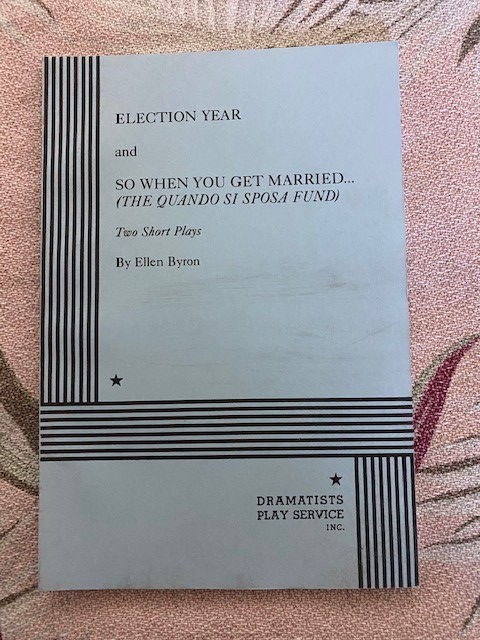 ELECTION YEAR
and
SO WHEN YOU GET MARRIED...
(THE QUANDO SI SPOSA FUND)
Two Short Plays
By Ellen Byron
DRAMATISTS
PLAY SERVICE
INC.